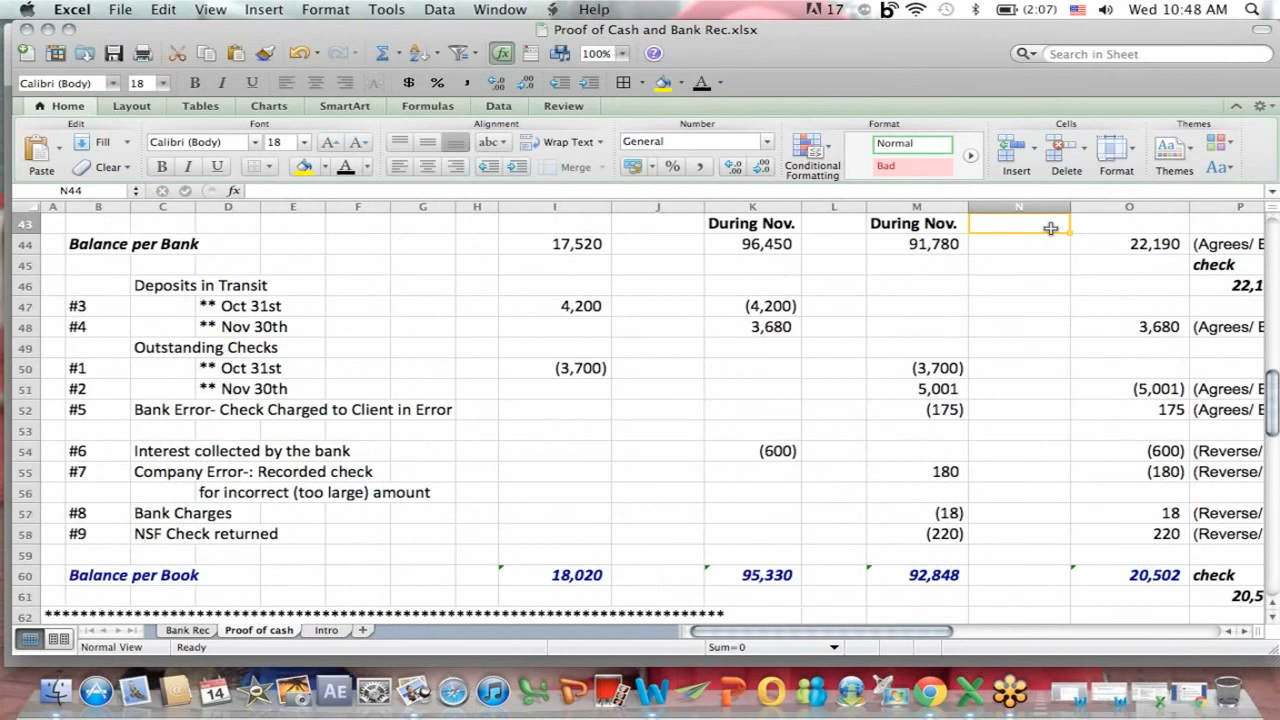 Excel File Edit View Insert Format Tools Data Window Help 17 (2:07) Wed 10:48 AM
Proof of Cash and Bank Rec.xlsx
100% Search in Sheet
Calibri (Body) 18 B I U $ %
Home Layout Tables Charts SmartArt Formulas Data Review
Edit Font Alignment Number Format Cells Themes
Paste Fill Clear Calibri (Body) 18 A A abc Wrap Text General Conditional Formatting Normal Insert Delete Format Themes Aa
B I U A Merge % Bad
N44 fx
A B C D E F G H I J K L M N O P
43 During Nov. During Nov.
44 Balance per Bank 17,520 96,450 91,780 22,190 (Agrees/ B
45 check
46 Deposits in Transit 22,1
47 #3 ** Oct 31st 4,200 (4,200)
48 #4 ** Nov 30th 3,680 3,680 (Agrees/ B
49 Outstanding Checks
50 #1 ** Oct 31st (3,700) (3,700)
51 #2 ** Nov 30th 5,001 (5,001) (Agrees/ B
52 #5 Bank Error- Check Charged to Client in Error (175) 175 (Agrees/ B
53
54 #6 Interest collected by the bank (600) (600) (Reverse/
55 #7 Company Error-: Recorded check 180 (180) (Reverse/
56 for incorrect (too large) amount
57 #8 Bank Charges (18) 18 (Reverse/
58 #9 NSF Check returned (220) 220 (Reverse/
59
60 Balance per Book 18,020 95,330 92,848 20,502 check
61 20,5
62 *****************************************************************************
Bank Rec Proof of cash Intro +
Normal View Ready Sum=0